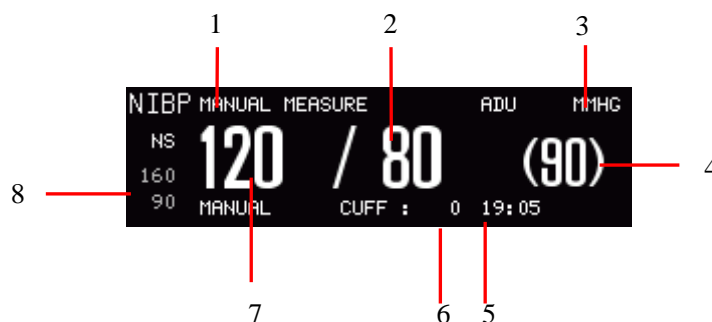 1 2 3
NIBP MANUAL MEASURE ADU MMHG
NS 120 / 80 (90) 4
160
8 90 MANUAL CUFF : 0 19:05
7 6 5